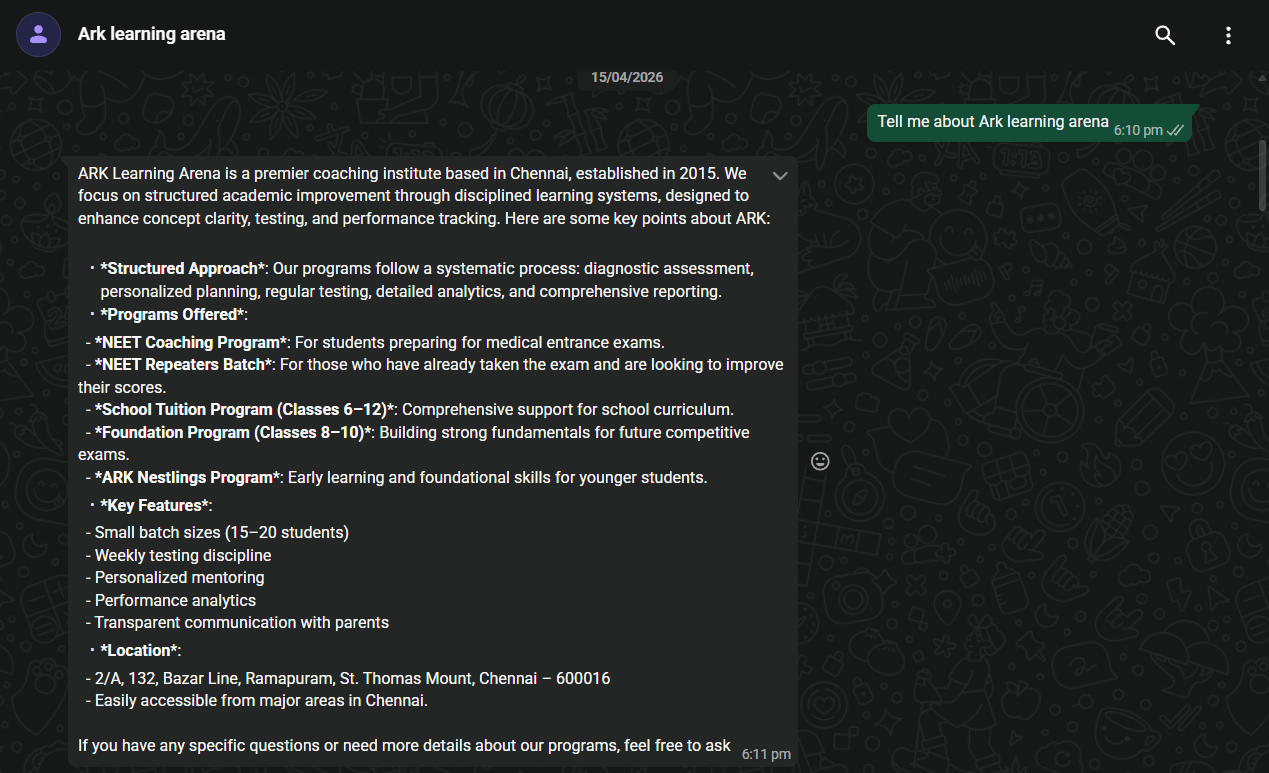 Ark learning arena
15/04/2026
Tell me about Ark learning arena 6:10 pm
ARK Learning Arena is a premier coaching institute based in Chennai, established in 2015. We
focus on structured academic improvement through disciplined learning systems, designed to
enhance concept clarity, testing, and performance tracking. Here are some key points about ARK:
· *Structured Approach*: Our programs follow a systematic process: diagnostic assessment,
personalized planning, regular testing, detailed analytics, and comprehensive reporting.
· *Programs Offered*:
- *NEET Coaching Program*: For students preparing for medical entrance exams.
- *NEET Repeaters Batch*: For those who have already taken the exam and are looking to improve
their scores.
- *School Tuition Program (Classes 6–12)*: Comprehensive support for school curriculum.
- *Foundation Program (Classes 8–10)*: Building strong fundamentals for future competitive
exams.
- *ARK Nestlings Program*: Early learning and foundational skills for younger students.
· *Key Features*:
- Small batch sizes (15–20 students)
- Weekly testing discipline
- Personalized mentoring
- Performance analytics
- Transparent communication with parents
· *Location*:
- 2/A, 132, Bazar Line, Ramapuram, St. Thomas Mount, Chennai – 600016
- Easily accessible from major areas in Chennai.
If you have any specific questions or need more details about our programs, feel free to ask 6:11 pm